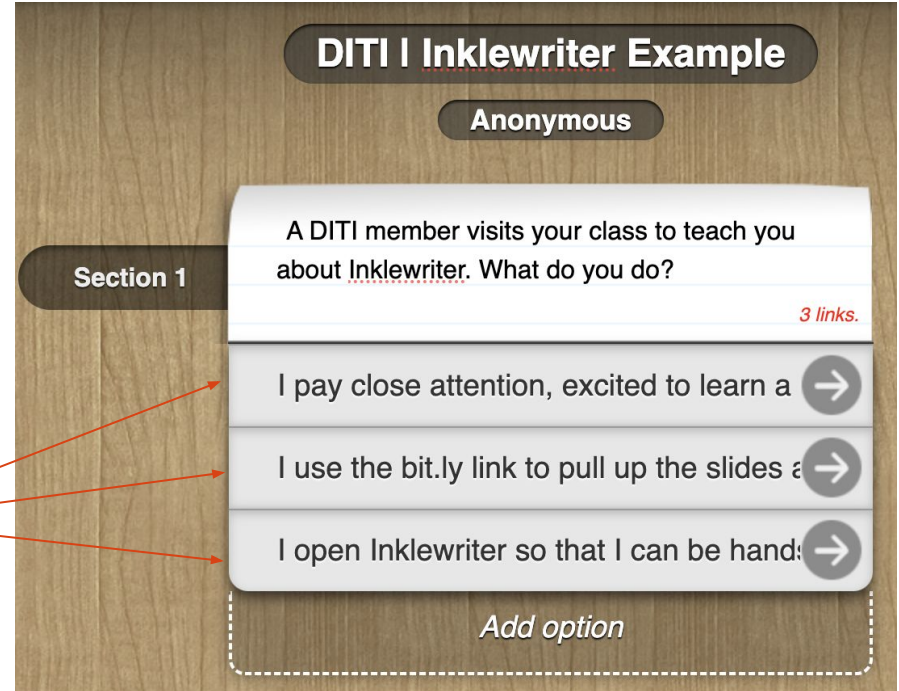 DITI | Inklewriter Example
Anonymous
A DITI member visits your class to teach you
about Inklewriter. What do you do?
Section 1
3 links.
I pay close attention, excited to learn a
I use the bit.ly link to pull up the slides a
I open Inklewriter so that I can be hands
Add option